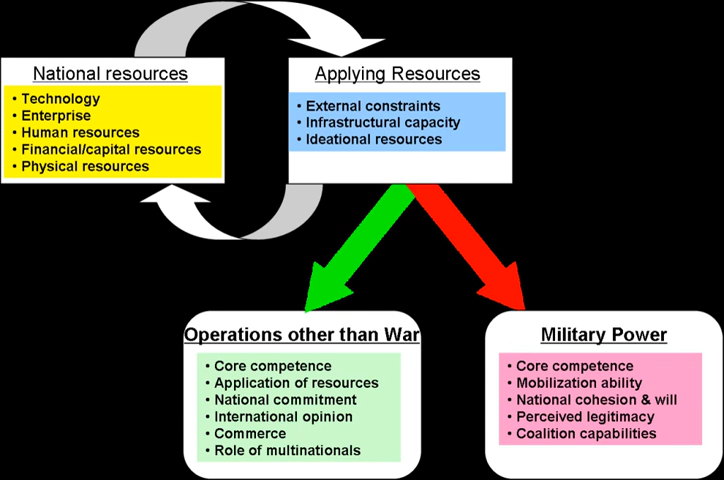 National resources
• Technology
• Enterprise
• Human resources
• Financial/capital resources
• Physical resources
Applying Resources
• External constraints
• Infrastructural capacity
• Ideational resources
Operations other than War
• Core competence
• Application of resources
• National commitment
• International opinion
• Commerce
• Role of multinationals
Military Power
• Core competence
• Mobilization ability
• National cohesion & will
• Perceived legitimacy
• Coalition capabilities